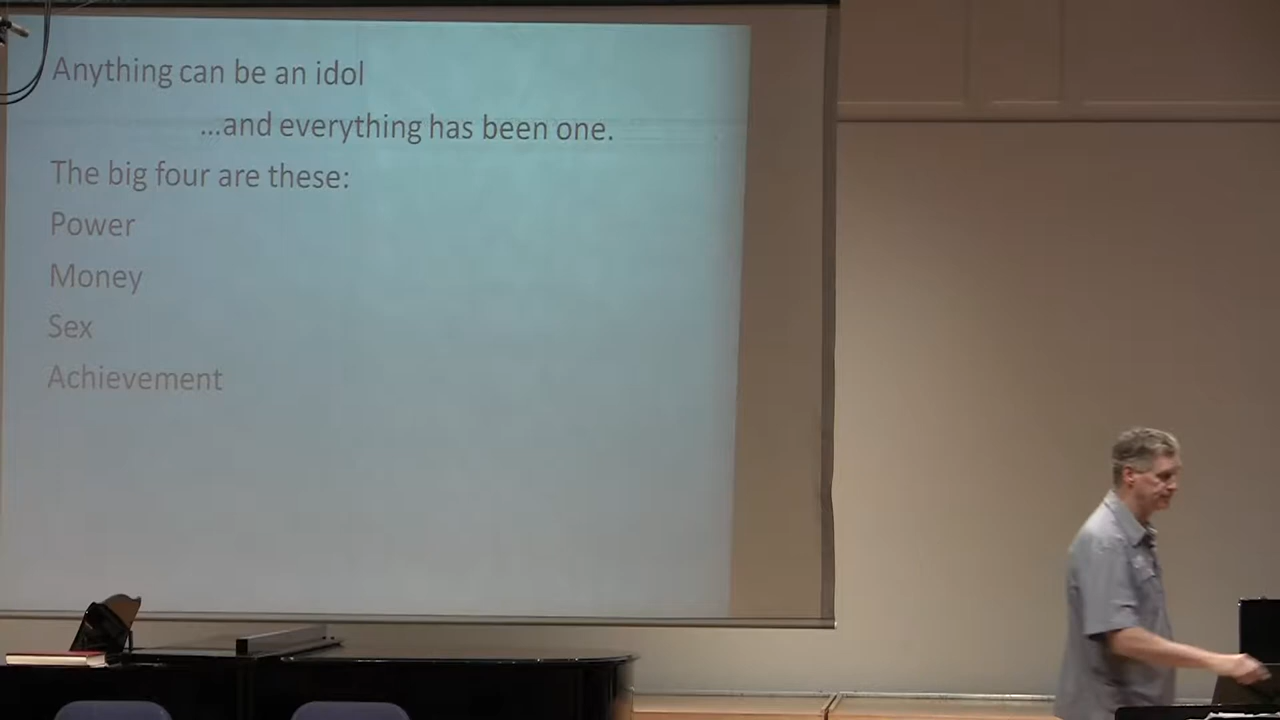 Anything can be an idol
...and everything has been one.
The big four are these:
Power
Money
Sex
Achievement